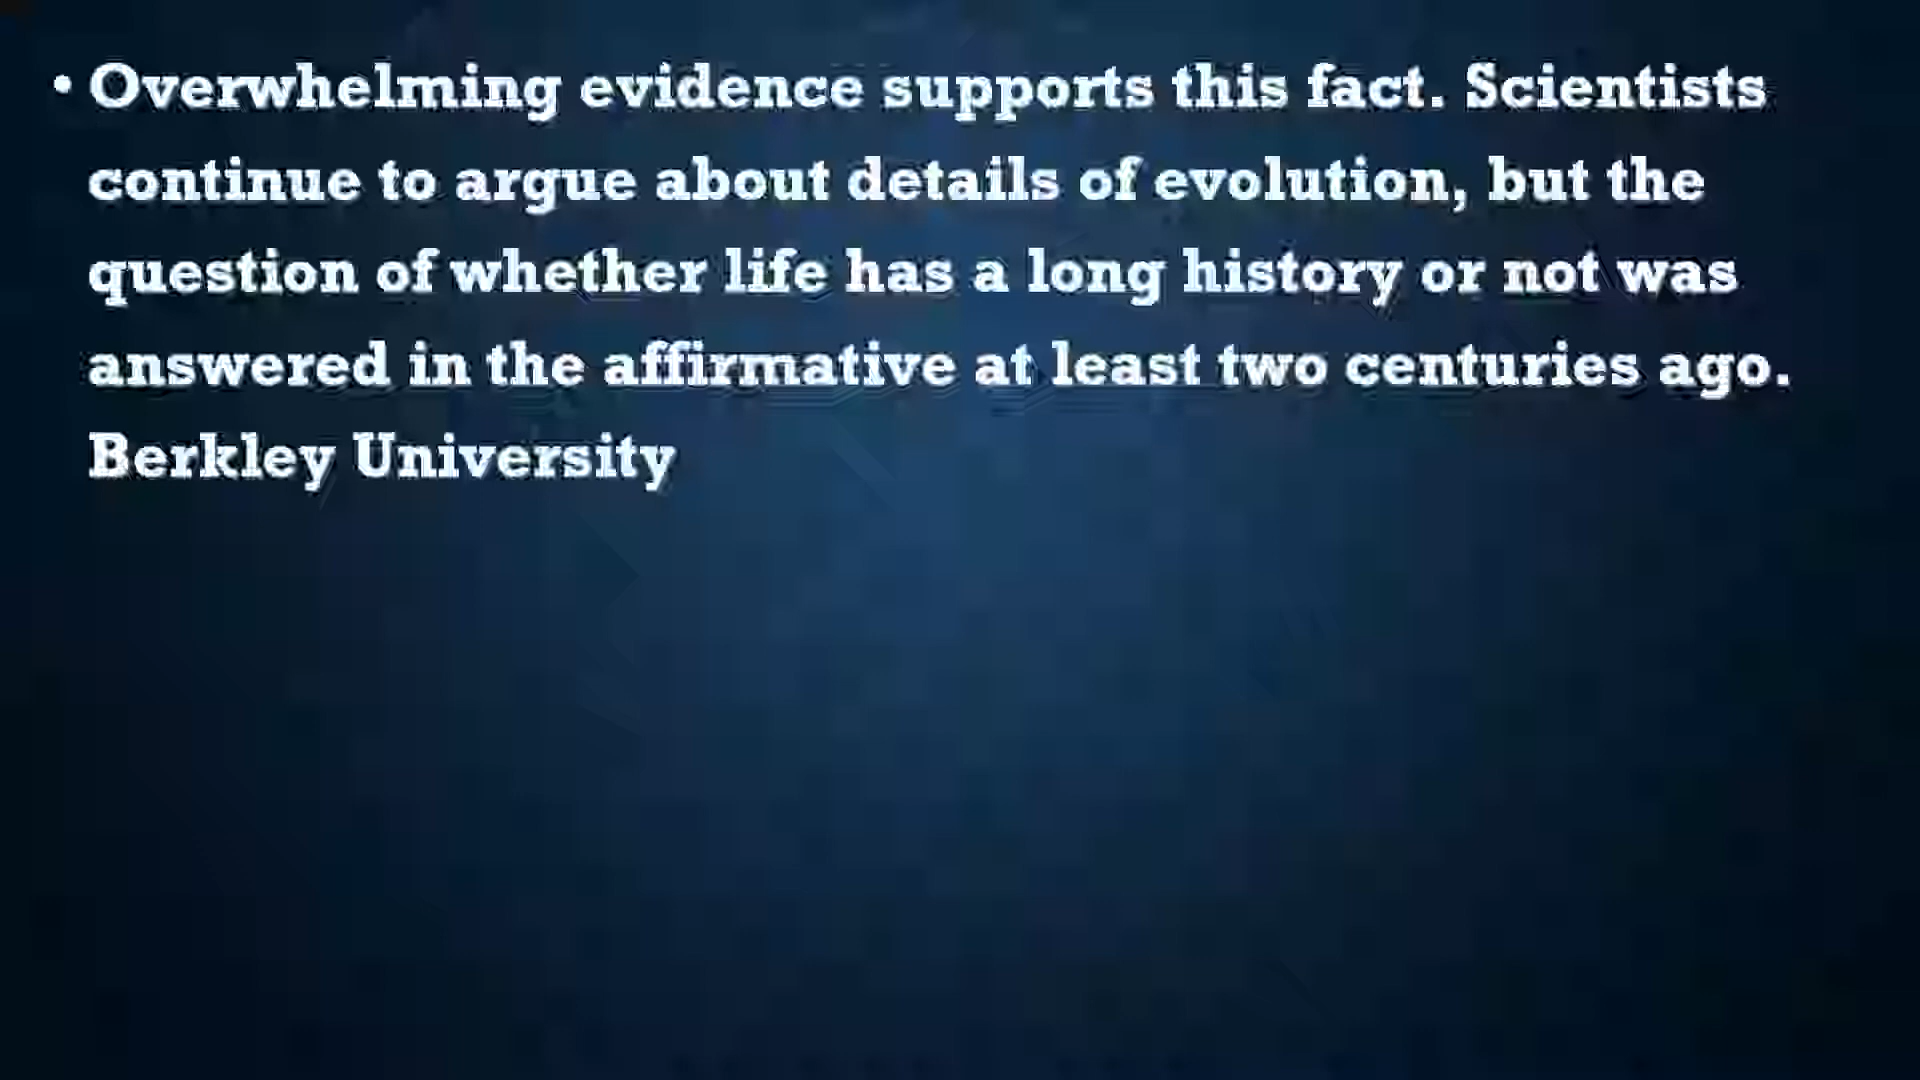 • Overwhelming evidence supports this fact. Scientists
continue to argue about details of evolution, but the
question of whether life has a long history or not was
answered in the affirmative at least two centuries ago.
Berkley University